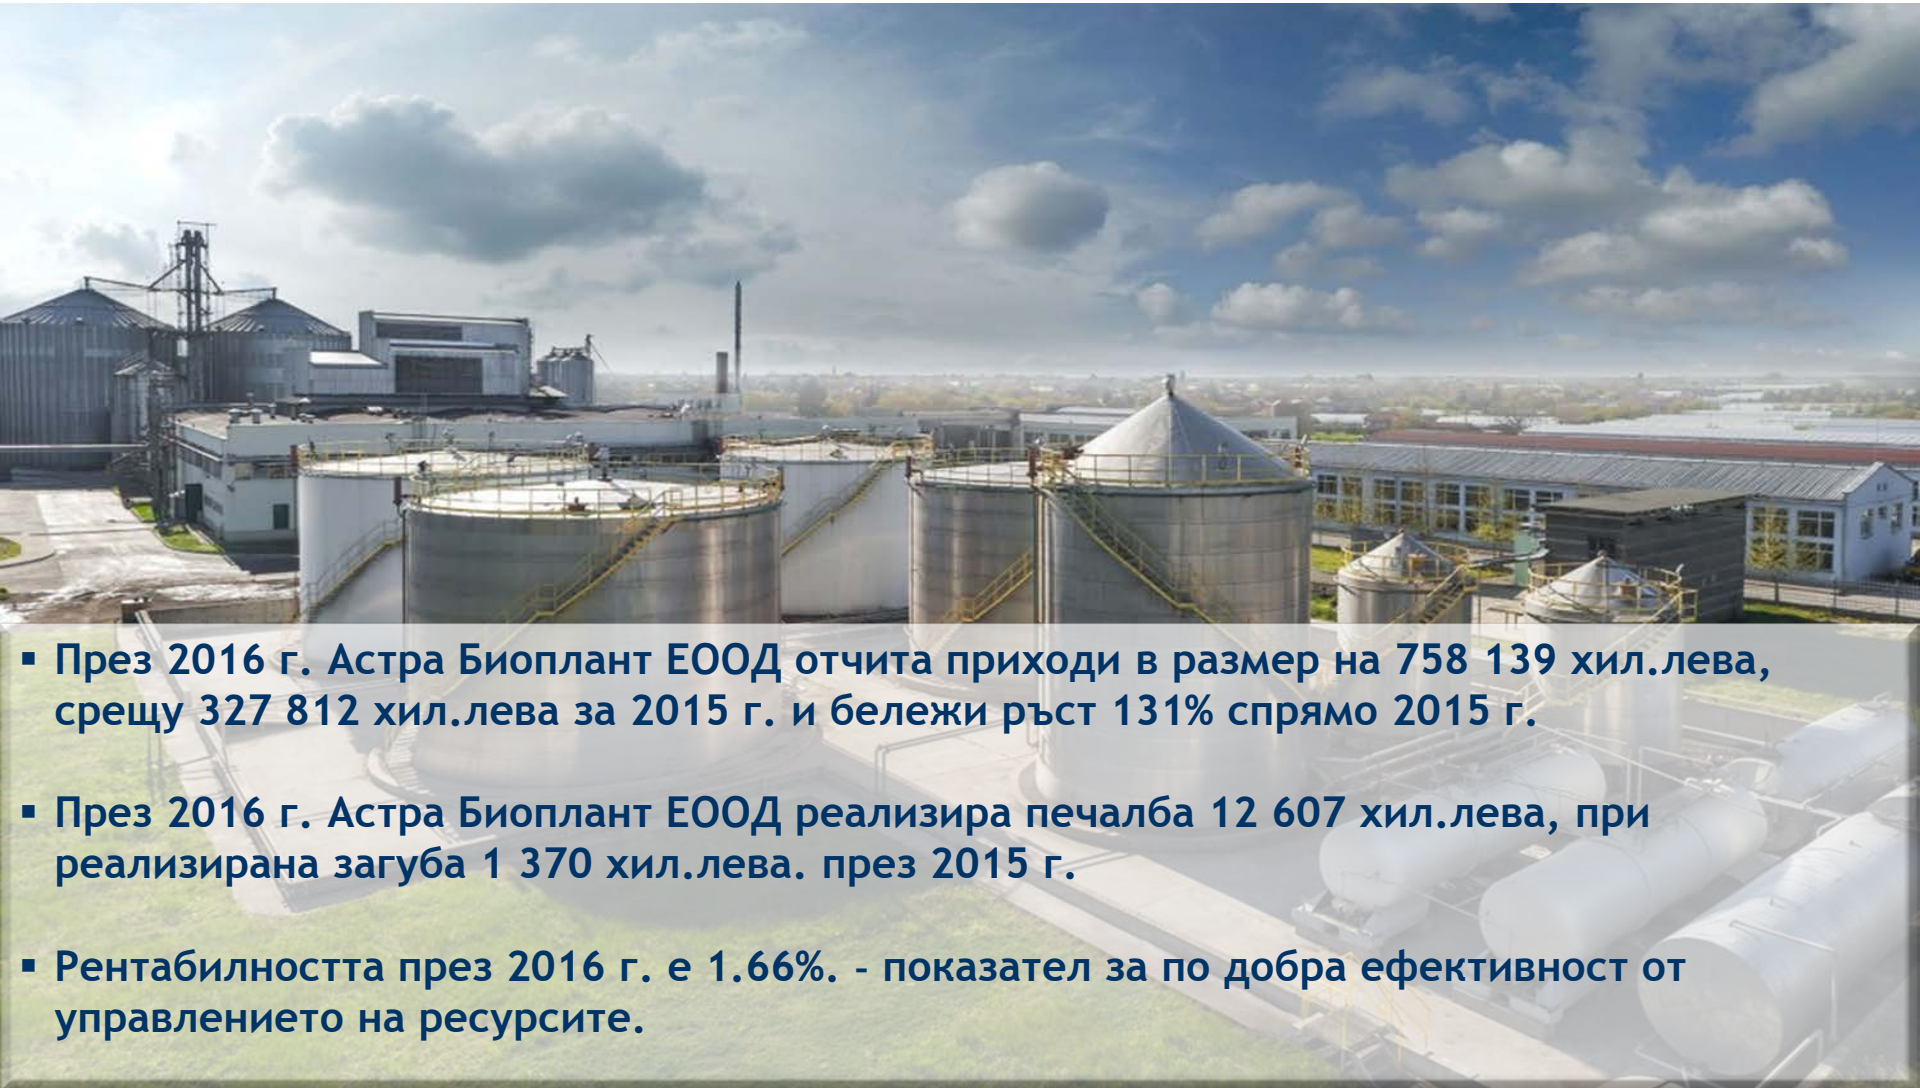 ▪ През 2016 г. Астра Биоплант ЕООД отчита приходи в размер на 758 139 хил.лева,
срещу 327 812 хил.лева за 2015 г. и бележи ръст 131% спрямо 2015 г.
▪ През 2016 г. Астра Биоплант ЕООД реализира печалба 12 607 хил.лева, при
реализирана загуба 1 370 хил.лева. през 2015 г.
▪ Рентабилността през 2016 г. е 1.66%. - показател за по добра ефективност от
управлението на ресурсите.